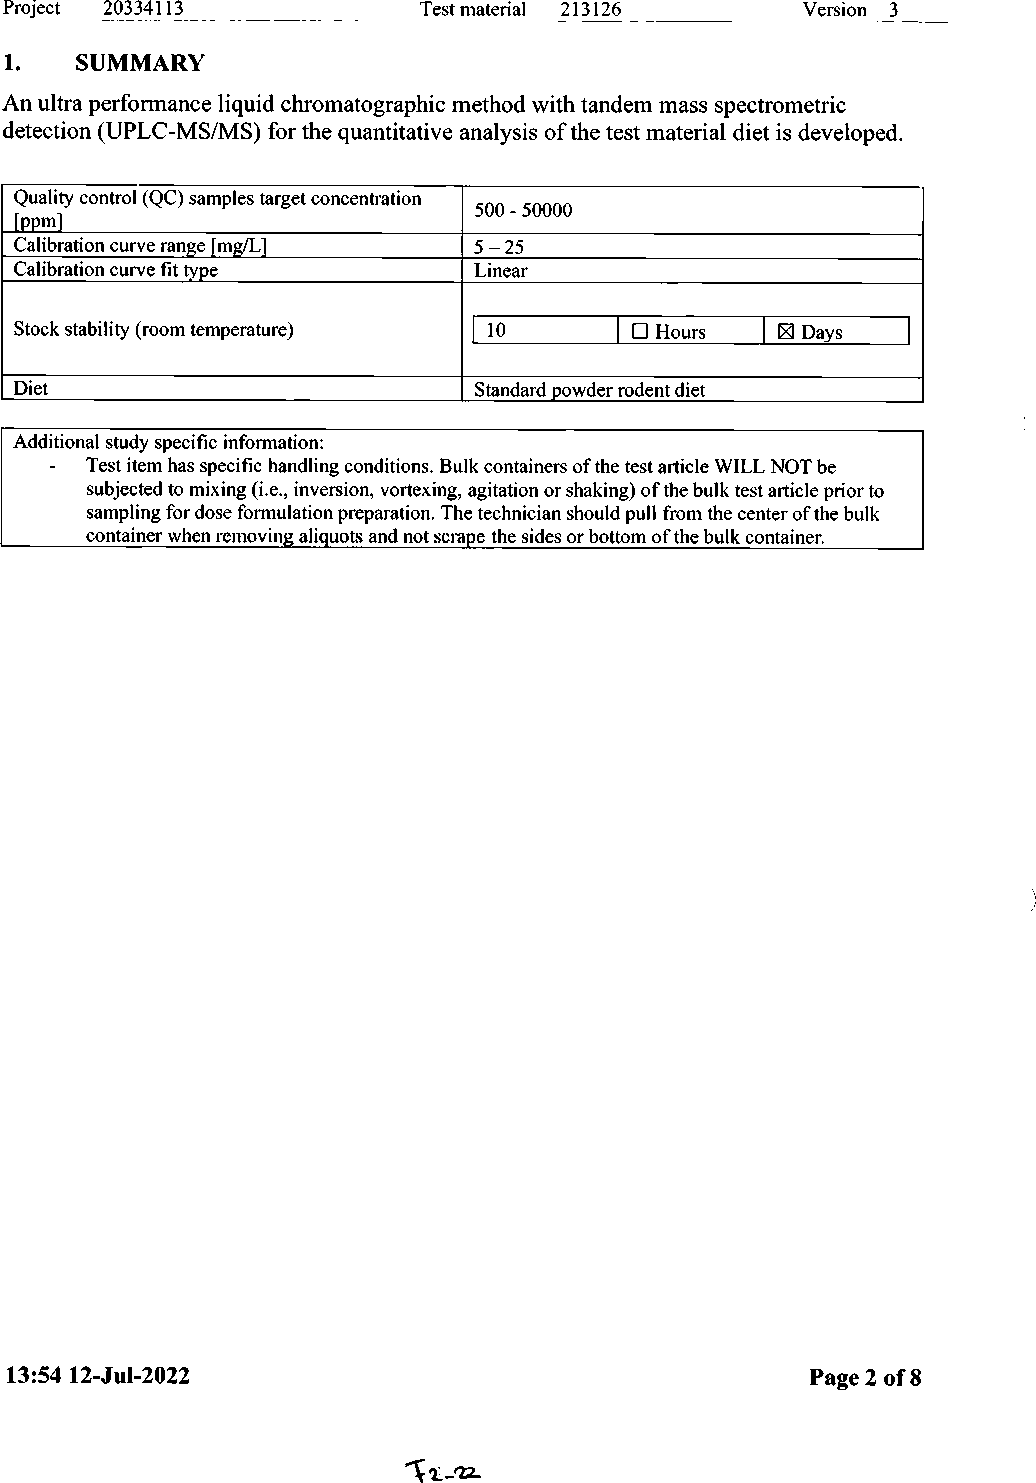 Project 20334113 Test material 213126 Version 3
1. SUMMARY
An ultra performance liquid chromatographic method with tandem mass spectrometric
detection (UPLC-MS/MS) for the quantitative analysis of the test material diet is developed.
Quality control (QC) samples target concentration
[ppm]
500 - 50000
Calibration curve range [mg/L] 5 – 25
Calibration curve fit type Linear
Stock stability (room temperature) 10 ☐ Hours ☒ Days
Diet Standard powder rodent diet
Additional study specific information:
- Test item has specific handling conditions. Bulk containers of the test article WILL NOT be
subjected to mixing (i.e., inversion, vortexing, agitation or shaking) of the bulk test article prior to
sampling for dose formulation preparation. The technician should pull from the center of the bulk
container when removing aliquots and not scrape the sides or bottom of the bulk container.
13:54 12-Jul-2022 Page 2 of 8